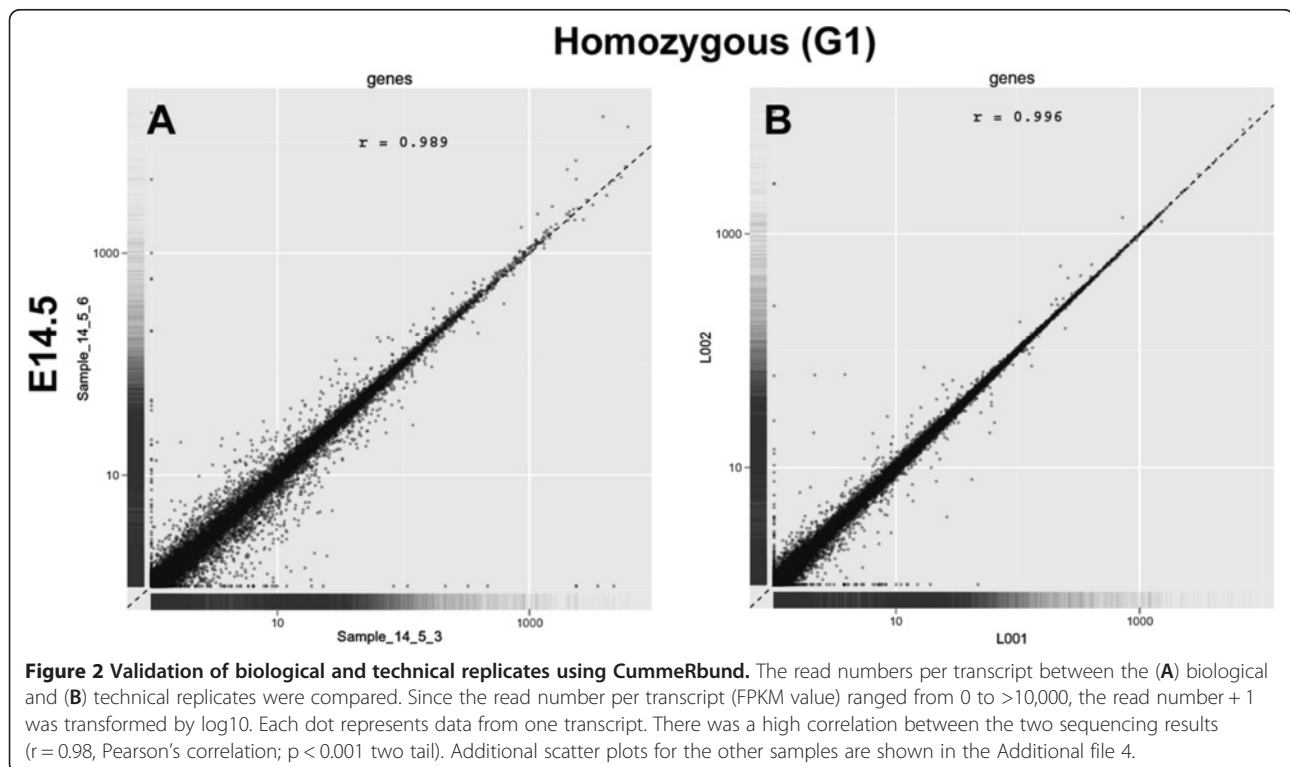 Homozygous (G1)
genes
A
r = 0.989
1000
10
E14.5
Sample_14_5_6
10
1000
Sample_14_5_3
genes
B
r = 0.996
1000
10
L002
10
1000
L001
Figure 2 Validation of biological and technical replicates using CummeRbund. The read numbers per transcript between the (A) biological
and (B) technical replicates were compared. Since the read number per transcript (FPKM value) ranged from 0 to >10,000, the read number + 1
was transformed by log10. Each dot represents data from one transcript. There was a high correlation between the two sequencing results
(r = 0.98, Pearson's correlation; p < 0.001 two tail). Additional scatter plots for the other samples are shown in the Additional file 4.